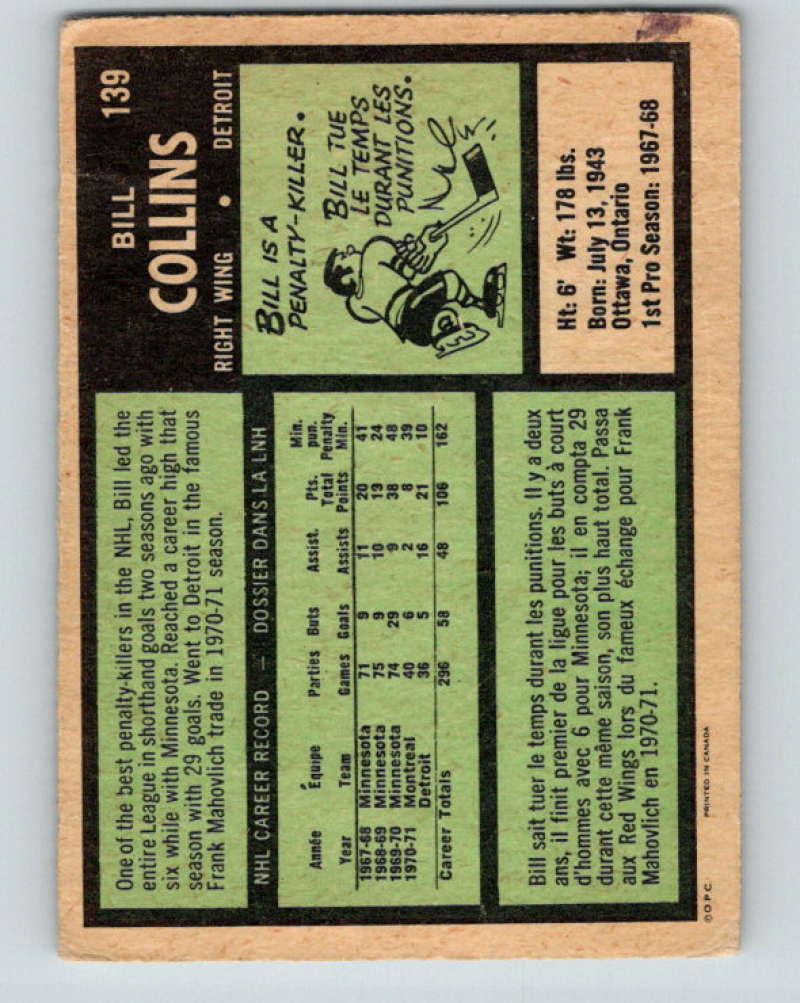 139
BILL
COLLINS
RIGHT WING • DETROIT
One of the best penalty-killers in the NHL, Bill led the
entire League in shorthand goals two seasons ago with
six while with Minnesota. Reached a career high that
season with 29 goals. Went to Detroit in the famous
Frank Mahovlich trade in 1970-71 season.
BILL IS A
PENALTY-KILLER.
BILL TUE
LE TEMPS
DURANT LES
PUNITIONS.
NHL CAREER RECORD — DOSSIER DANS LA LNH
Année Équipe Parties Buts Assist. Pts. Total Min. pun.
Year Team Games Goals Assists Points Penalty Min.
1967-68 Minnesota 71 9 11 20 41
1968-69 Minnesota 75 9 10 13 24
1969-70 Minnesota 74 29 9 38 48
1970-71 Montreal 40 6 2 8 39
Detroit 36 5 16 21 10
Career Totals 296 58 48 106 162
Ht: 6' Wt: 178 lbs.
Born: July 13, 1943
Ottawa, Ontario
1st Pro Season: 1967-68
Bill sait tuer le temps durant les punitions. Il y a deux
ans, il finit premier de la ligue pour les buts à court
d'hommes avec 6 pour Minnesota; il en compta 29
durant cette même saison, son plus haut total. Passa
aux Red Wings lors du fameux échange pour Frank
Mahovlich en 1970-71.
©O.P.C. PRINTED IN CANADA